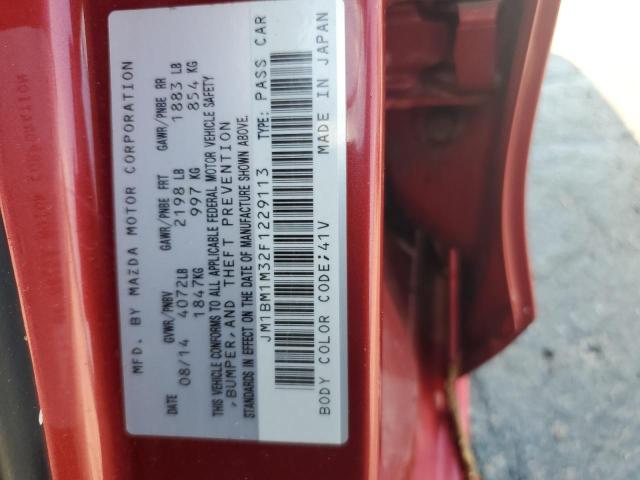 MFD. BY MAZDA MOTOR CORPORATION
DATE GVWR/PNBV GAWR/PNBE FRT GAWR/PNBE RR
08/14 4072LB 2198 LB 1883 LB
1847KG 997 KG 854 KG
THIS VEHICLE CONFORMS TO ALL APPLICABLE FEDERAL MOTOR VEHICLE SAFETY
,BUMPER, AND THEFT PREVENTION
STANDARDS IN EFFECT ON THE DATE OF MANUFACTURE SHOWN ABOVE.
JM1BM1M32F1229113 TYPE: PASS CAR
BODY COLOR CODE;41V MADE IN JAPAN